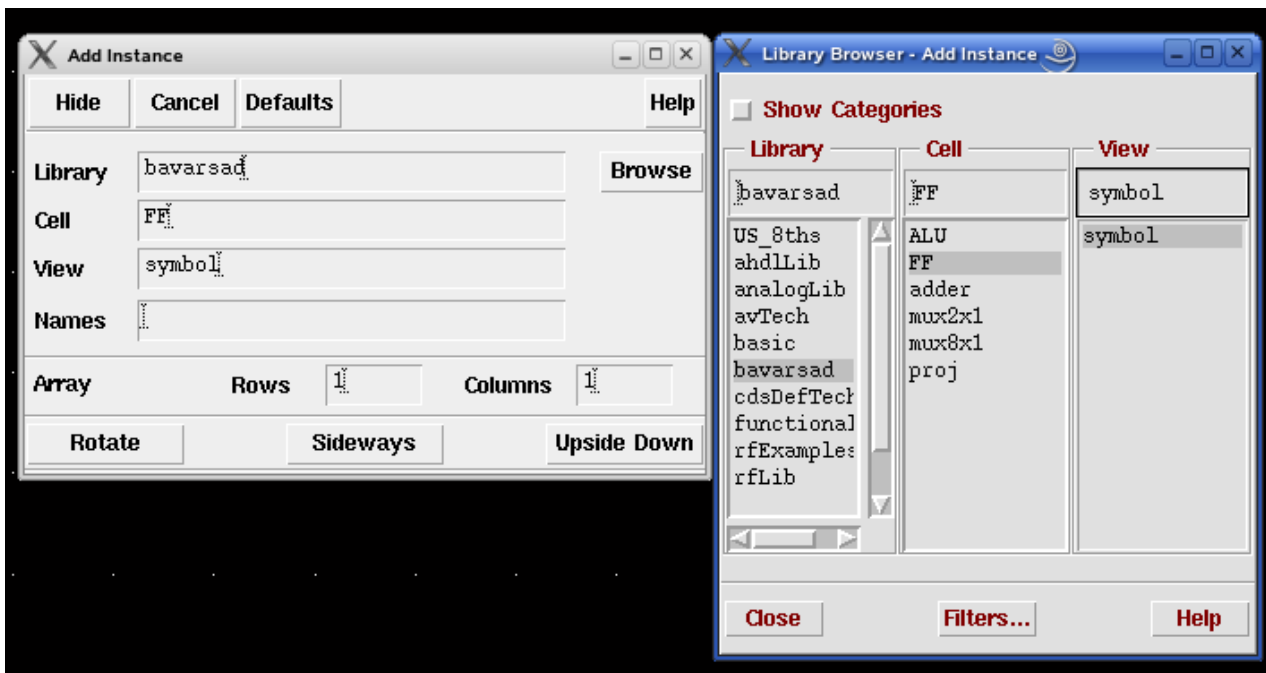 Add Instance
Hide Cancel Defaults Help
Library bavarsad Browse
Cell FF
View symbol
Names
Array Rows 1 Columns 1
Rotate Sideways Upside Down
Library Browser - Add Instance
Show Categories
Library Cell View
bavarsad FF symbol
US_8ths ALU symbol
ahdlLib FF
analogLib adder
avTech mux2x1
basic mux8x1
bavarsad proj
cdsDefTech
functional
rfExamples
rfLib
Close Filters... Help